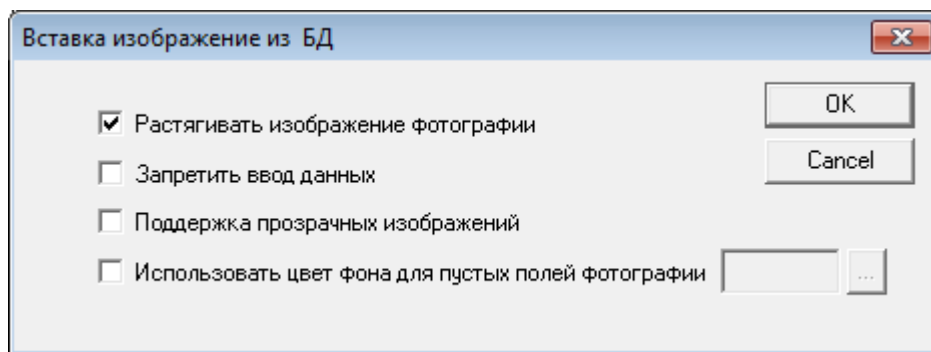 Вставка изображение из БД
Растягивать изображение фотографии
Запретить ввод данных
Поддержка прозрачных изображений
Использовать цвет фона для пустых полей фотографии
...
OK
Cancel